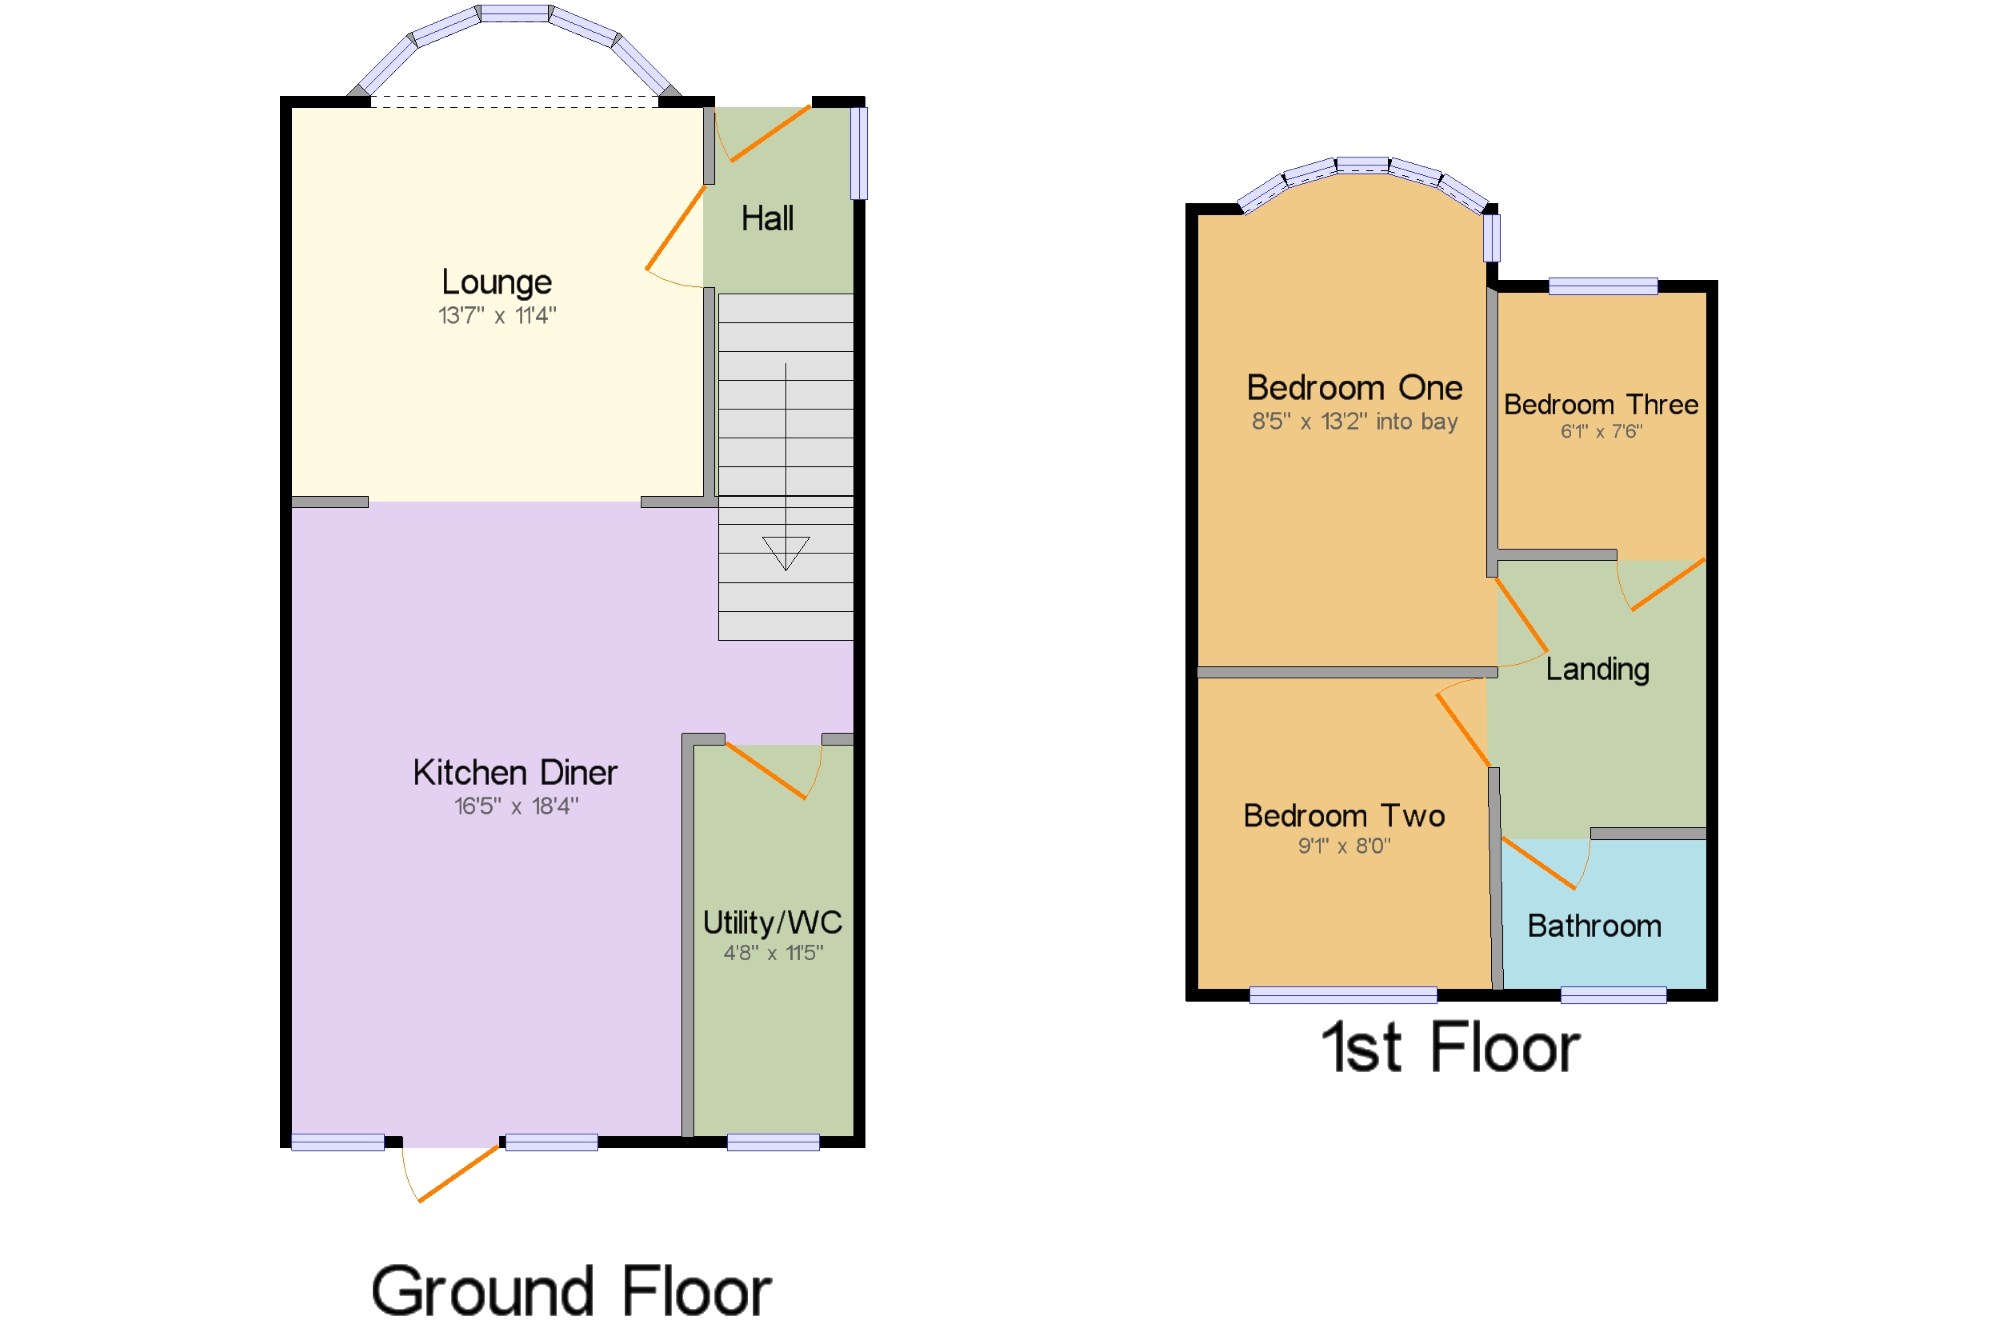 Hall
Lounge
13'7" x 11'4"
Kitchen Diner
16'5" x 18'4"
Utility/WC
4'8" x 11'5"
Ground Floor
Bedroom One
8'5" x 13'2" into bay
Bedroom Three
6'1" x 7'6"
Landing
Bedroom Two
9'1" x 8'0"
Bathroom
1st Floor